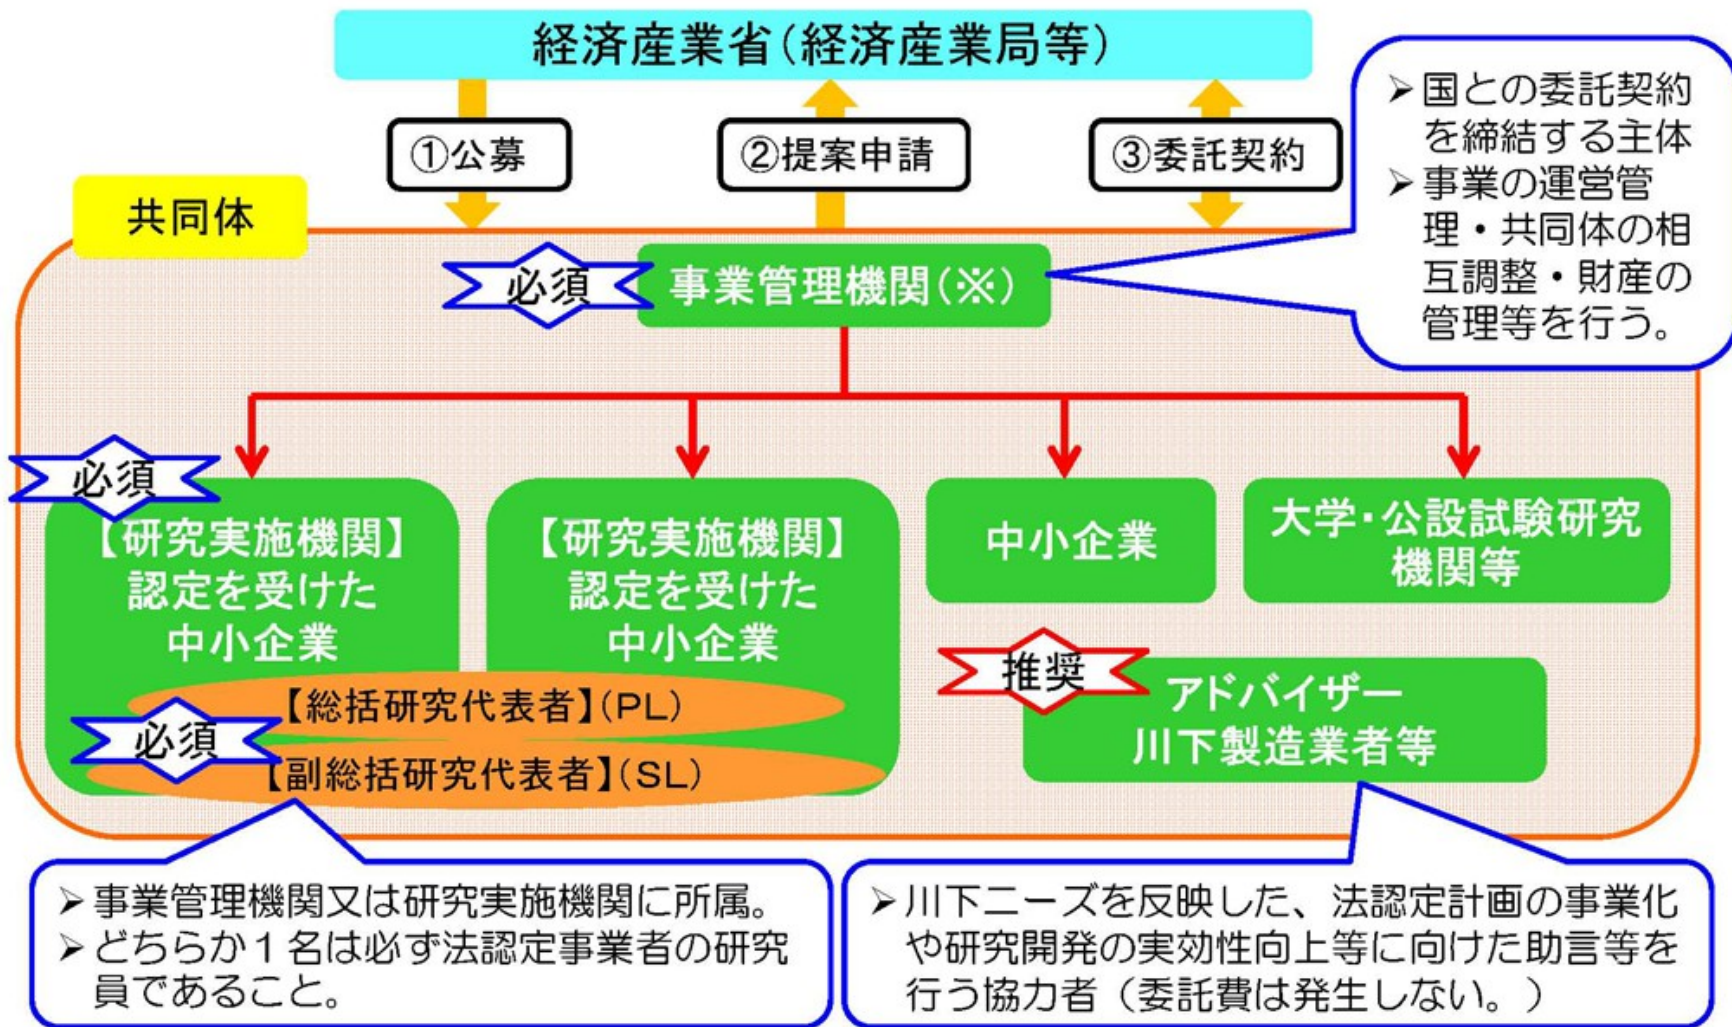 経済産業省(経済産業局等)
①公募
②提案申請
③委託契約
➢国との委託契約
を締結する主体
➢事業の運営管
理・共同体の相
互調整・財産の
管理等を行う。
共同体
必須
事業管理機関(※)
必須
【研究実施機関】
認定を受けた
中小企業
【研究実施機関】
認定を受けた
中小企業
中小企業
大学・公設試験研究
機関等
必須
【総括研究代表者】(PL)
【副総括研究代表者】(SL)
推奨
アドバイザー
川下製造業者等
➢事業管理機関又は研究実施機関に所属。
➢どちらか1名は必ず法認定事業者の研究
員であること。
➢川下ニーズを反映した、法認定計画の事業化
や研究開発の実効性向上等に向けた助言等を
行う協力者(委託費は発生しない。)